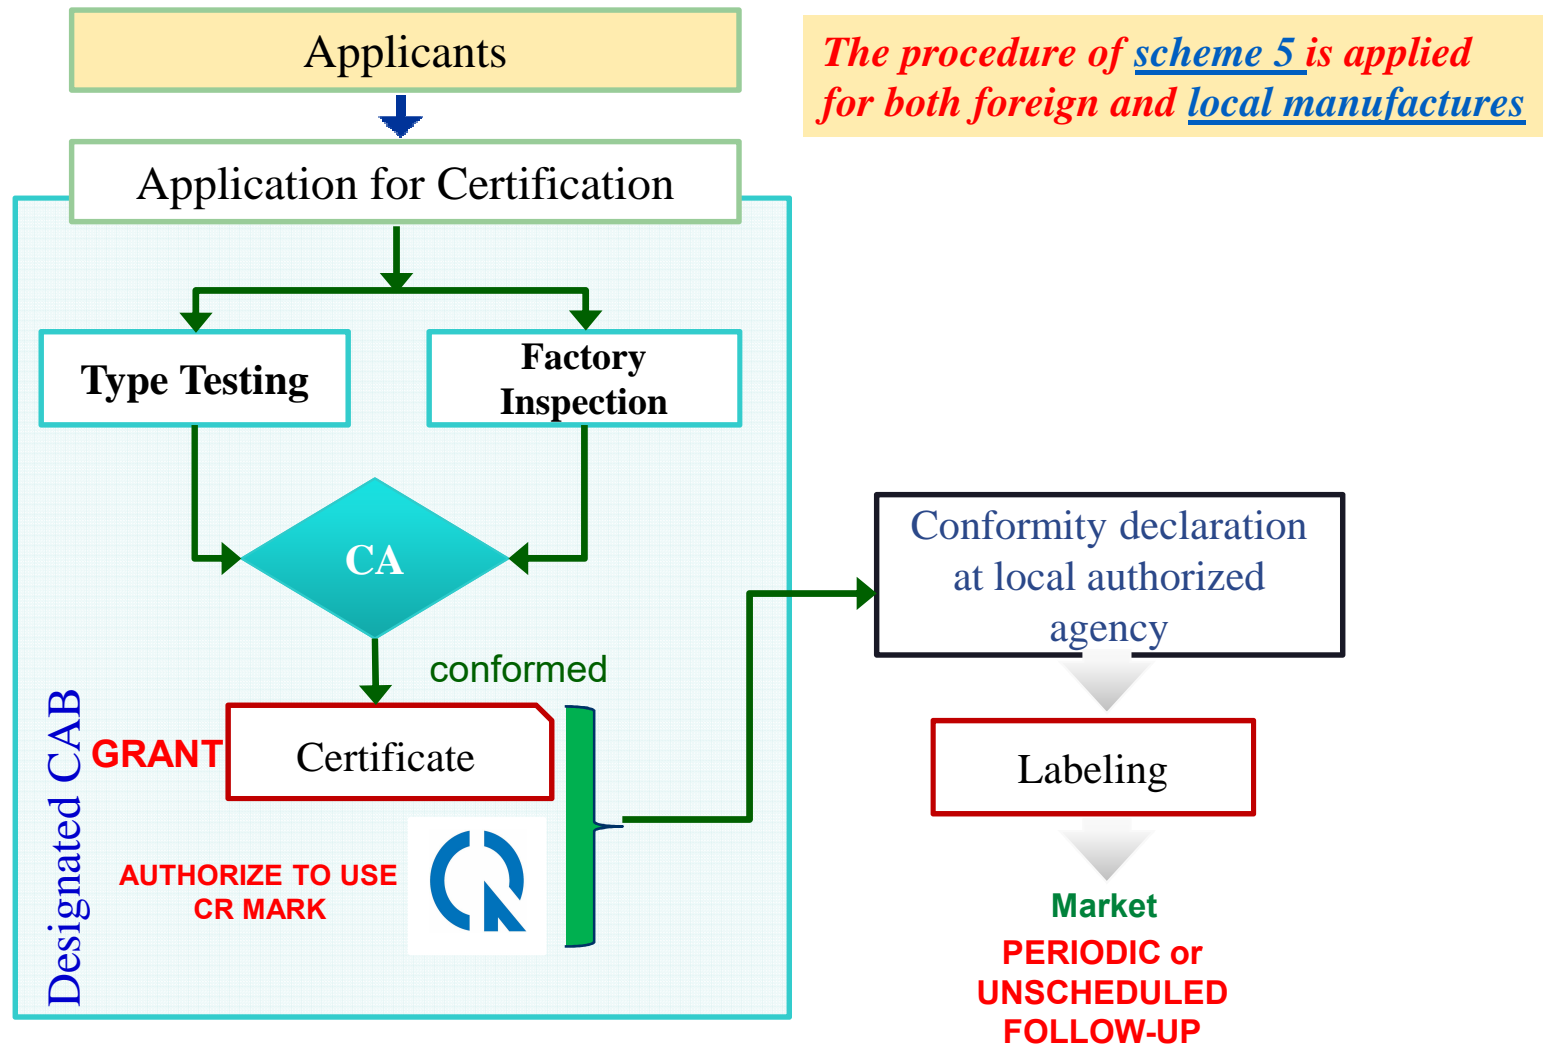 Applicants
The procedure of scheme 5 is applied
for both foreign and local manufactures
Application for Certification
Type Testing
Factory
Inspection
CA
conformed
Designated CAB
GRANT
Certificate
AUTHORIZE TO USE
CR MARK
Conformity declaration
at local authorized
agency
Labeling
Market
PERIODIC or
UNSCHEDULED
FOLLOW-UP